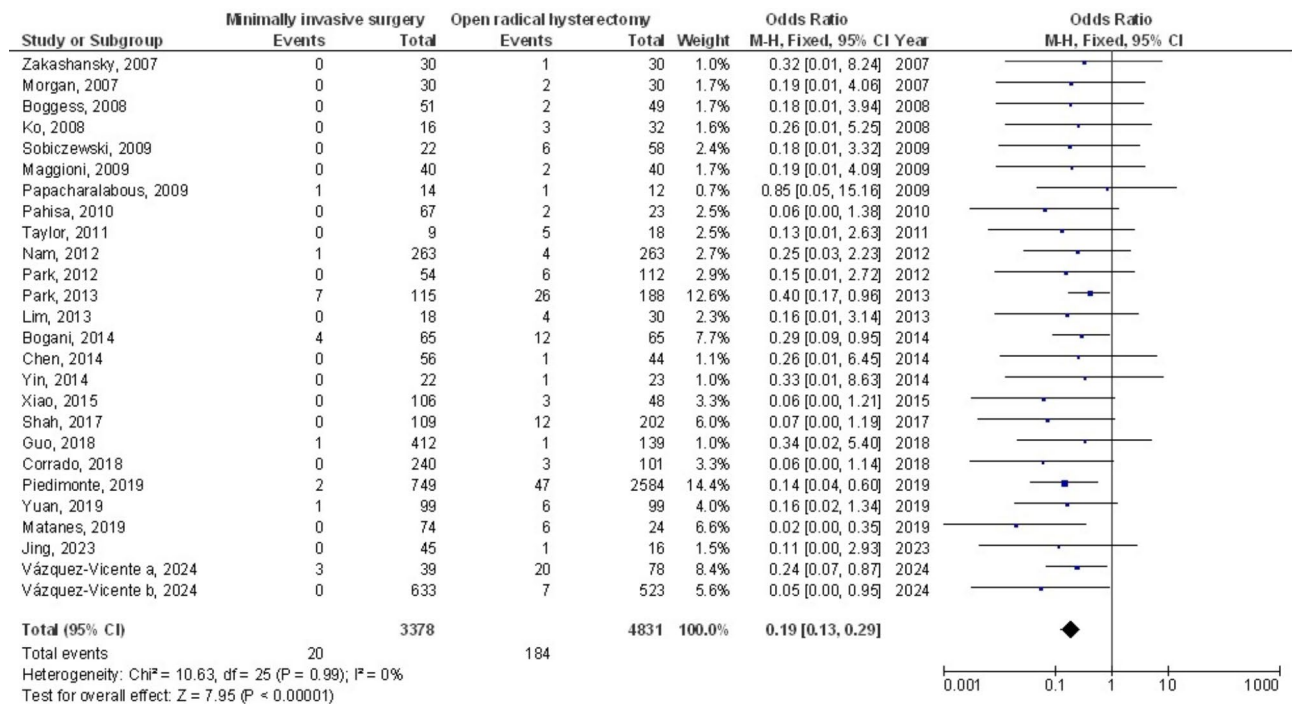 Minimally invasive surgery Open radical hysterectomy Odds Ratio Odds Ratio
Study or Subgroup Events Total Events Total Weight M-H, Fixed, 95% CI Year M-H, Fixed, 95% CI
Zakashansky, 2007 0 30 1 30 1.0% 0.32 [0.01, 8.24] 2007
Morgan, 2007 0 30 2 30 1.7% 0.19 [0.01, 4.06] 2007
Boggess, 2008 0 51 2 49 1.7% 0.18 [0.01, 3.94] 2008
Ko, 2008 0 16 3 32 1.6% 0.26 [0.01, 5.25] 2008
Sobiczewski, 2009 0 22 6 58 2.4% 0.18 [0.01, 3.32] 2009
Maggioni, 2009 0 40 2 40 1.7% 0.19 [0.01, 4.09] 2009
Papacharalabous, 2009 1 14 1 12 0.7% 0.85 [0.05, 15.16] 2009
Pahisa, 2010 0 67 2 23 2.5% 0.06 [0.00, 1.38] 2010
Taylor, 2011 0 9 5 18 2.5% 0.13 [0.01, 2.63] 2011
Nam, 2012 1 263 4 263 2.7% 0.25 [0.03, 2.23] 2012
Park, 2012 0 54 6 112 2.9% 0.15 [0.01, 2.72] 2012
Park, 2013 7 115 26 188 12.6% 0.40 [0.17, 0.96] 2013
Lim, 2013 0 18 4 30 2.3% 0.16 [0.01, 3.14] 2013
Bogani, 2014 4 65 12 65 7.7% 0.29 [0.09, 0.95] 2014
Chen, 2014 0 56 1 44 1.1% 0.26 [0.01, 6.45] 2014
Yin, 2014 0 22 1 23 1.0% 0.33 [0.01, 8.63] 2014
Xiao, 2015 0 106 3 48 3.3% 0.06 [0.00, 1.21] 2015
Shah, 2017 0 109 12 202 5.9% 0.07 [0.00, 1.19] 2017
Guo, 2018 1 412 1 139 1.0% 0.34 [0.02, 5.40] 2018
Corrado, 2018 0 240 3 101 3.3% 0.06 [0.00, 1.14] 2018
Piedimonte, 2019 2 749 47 2584 14.4% 0.14 [0.04, 0.60] 2019
Yuan, 2019 1 99 6 99 4.0% 0.16 [0.02, 1.34] 2019
Matanes, 2019 0 74 6 24 6.6% 0.02 [0.00, 0.35] 2019
Jing, 2023 0 45 1 16 1.5% 0.11 [0.00, 2.93] 2023
Vázquez-Vicente a, 2024 3 39 20 78 8.4% 0.24 [0.07, 0.87] 2024
Vázquez-Vicente b, 2024 0 633 7 523 5.6% 0.05 [0.00, 0.95] 2024
Total (95% CI) 3378 4831 100.0% 0.19 [0.13, 0.29]
Total events 20 184
Heterogeneity: Chi² = 10.63, df = 25 (P = 0.99); I² = 0%
Test for overall effect: Z = 7.95 (P < 0.00001)
0.001 0.1 1 10 1000